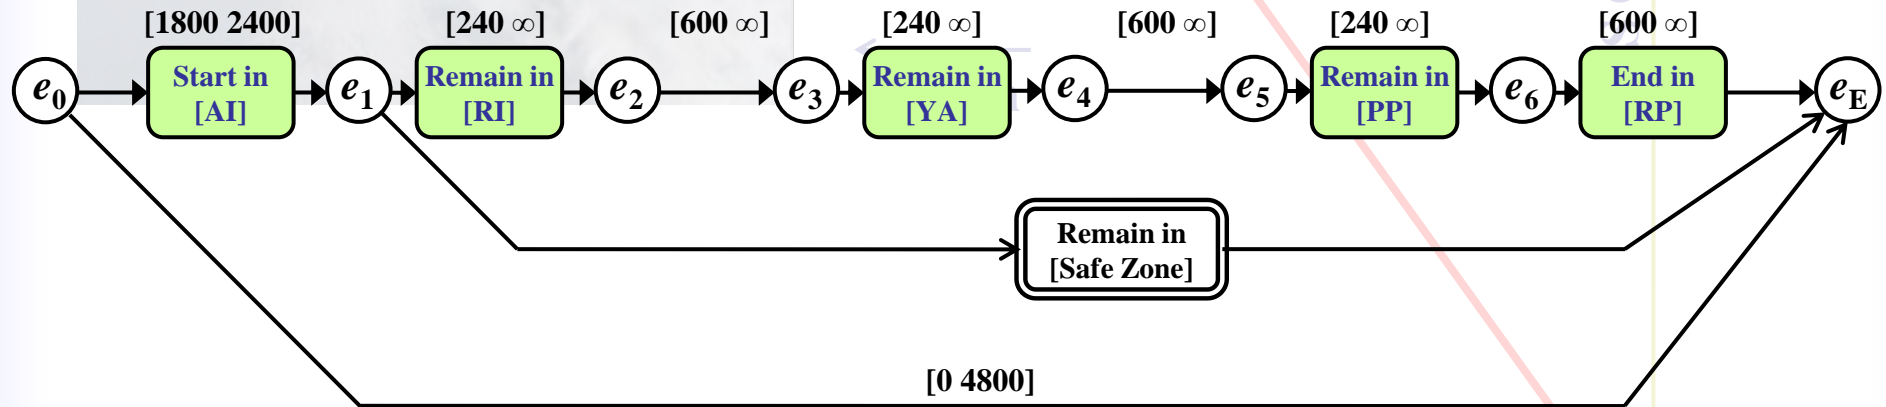 [1800 2400] [240 ∞] [600 ∞] [240 ∞] [600 ∞] [240 ∞] [600 ∞]
e0 Start in [AI] e1 Remain in [RI] e2 e3 Remain in [YA] e4 e5 Remain in [PP] e6 End in [RP] eE
Remain in
[Safe Zone]
[0 4800]